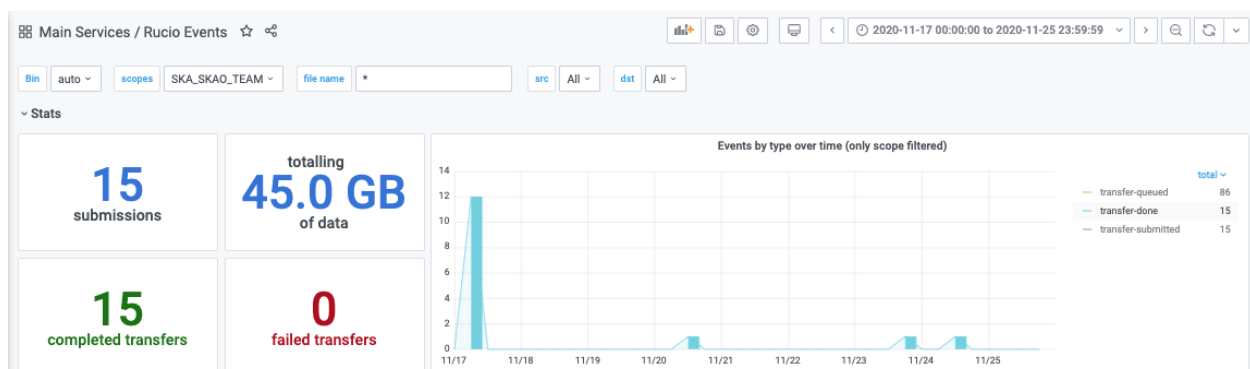 Main Services / Rucio Events
2020-11-17 00:00:00 to 2020-11-25 23:59:59
Bin auto scopes SKA_SKAO_TEAM file name * src All dst All
Stats
15
submissions
totalling
45.0 GB
of data
15
completed transfers
0
failed transfers
Events by type over time (only scope filtered)
14
12
10
8
6
4
2
0
11/17 11/18 11/19 11/20 11/21 11/22 11/23 11/24 11/25
total
transfer-queued 86
transfer-done 15
transfer-submitted 15